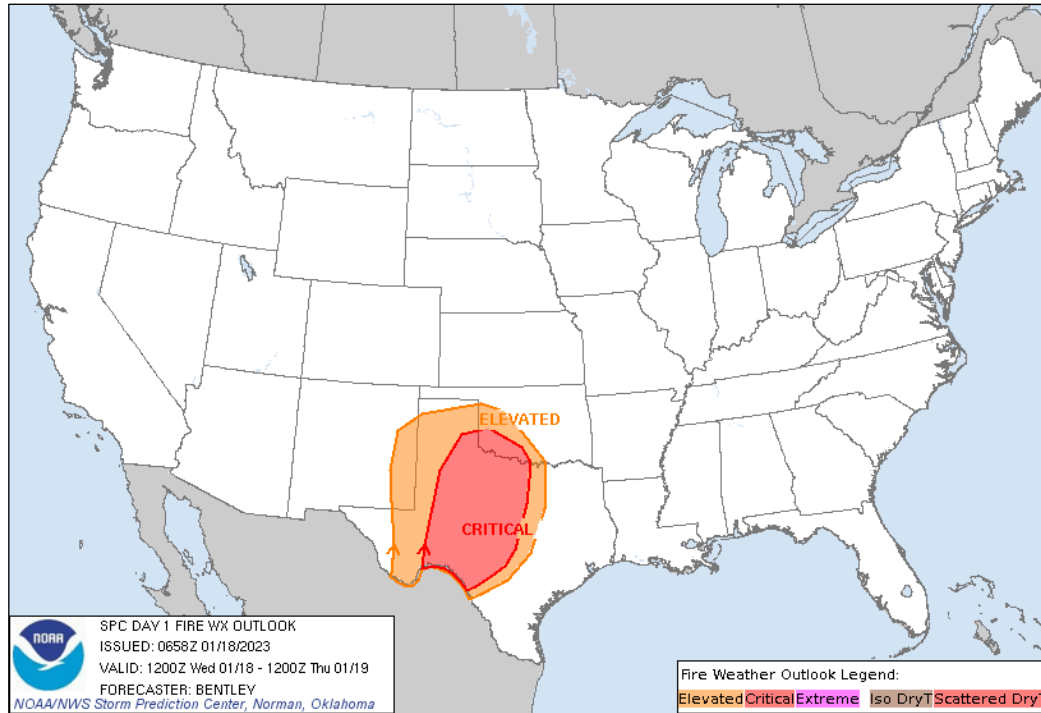 ELEVATED
CRITICAL
NOAA
SPC DAY 1 FIRE WX OUTLOOK
ISSUED: 0658Z 01/18/2023
VALID: 1200Z Wed 01/18 - 1200Z Thu 01/19
FORECASTER: BENTLEY
NOAA/NWS Storm Prediction Center, Norman, Oklahoma
Fire Weather Outlook Legend:
Elevated Critical Extreme Iso DryT Scattered DryT